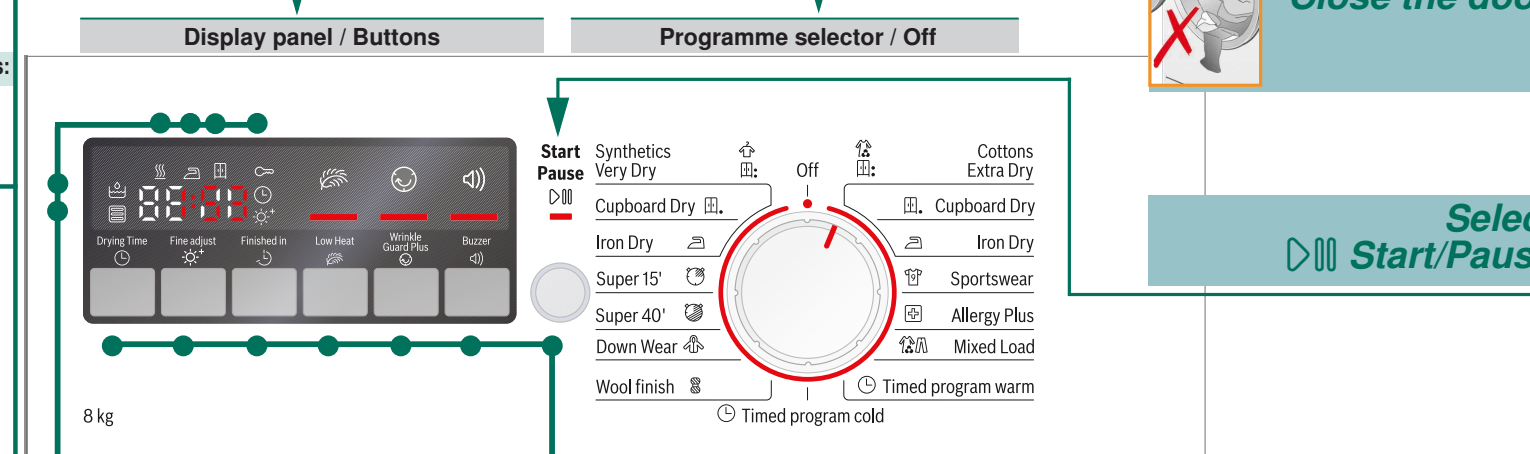 Display panel / Buttons
Programme selector / Off
Close the doo
s:
Start
Pause
Synthetics
Very Dry
Off
Cottons
Extra Dry
Cupboard Dry
Cupboard Dry
Iron Dry
Iron Dry
Super 15'
Sportswear
Super 40'
Allergy Plus
Down Wear
Mixed Load
Wool finish
Timed program warm
Timed program cold
Drying Time
Fine adjust
Finished in
Low Heat
Wrinkle
Guard Plus
Buzzer
8 kg
Selec
Start/Paus